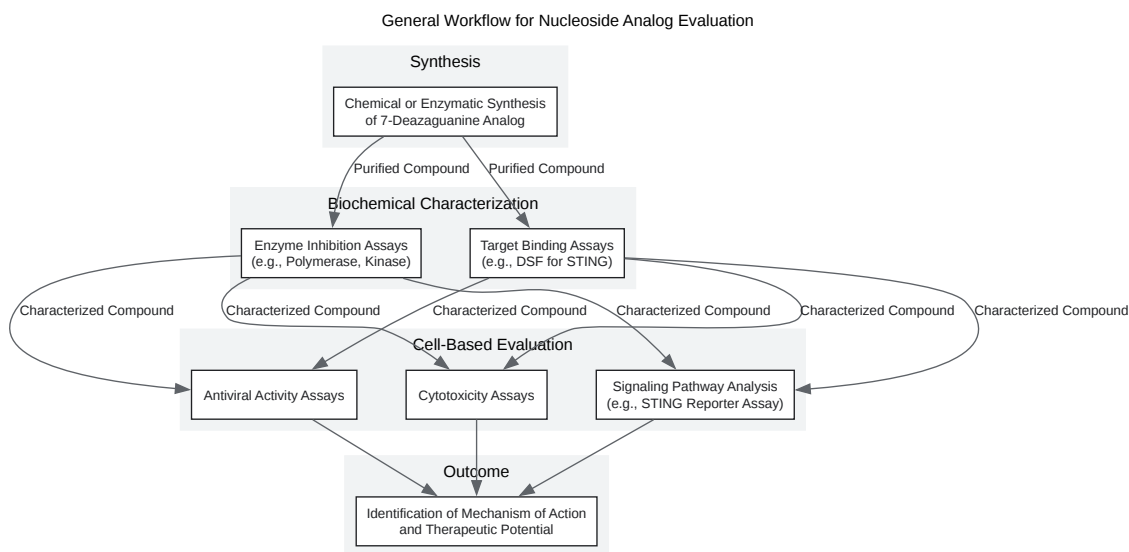 General Workflow for Nucleoside Analog Evaluation
Synthesis
Chemical or Enzymatic Synthesis
of 7-Deazaguanine Analog
Purified Compound
Purified Compound
Biochemical Characterization
Enzyme Inhibition Assays
(e.g., Polymerase, Kinase)
Target Binding Assays
(e.g., DSF for STING)
Characterized Compound
Characterized Compound
Characterized Compound
Characterized Compound
Characterized Compound
Characterized Compound
Cell-Based Evaluation
Antiviral Activity Assays
Cytotoxicity Assays
Signaling Pathway Analysis
(e.g., STING Reporter Assay)
Outcome
Identification of Mechanism of Action
and Therapeutic Potential